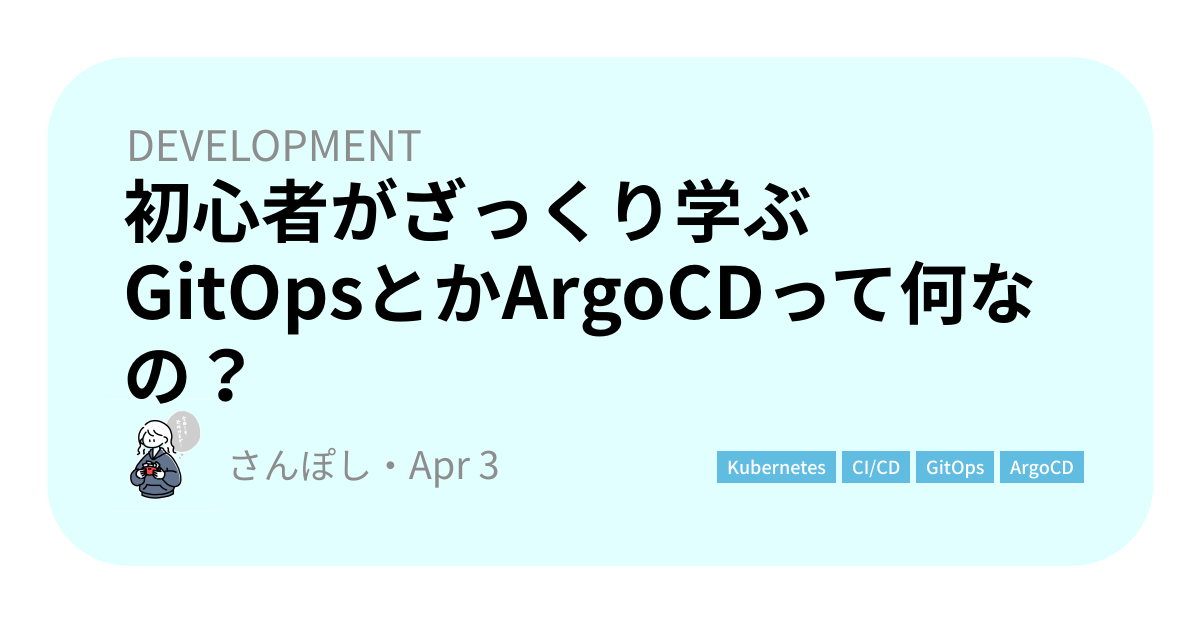 DEVELOPMENT
初心者がざっくり学ぶ
GitOpsとかArgoCDって何な
の？
さんぽし・Apr 3
Kubernetes CI/CD GitOps ArgoCD